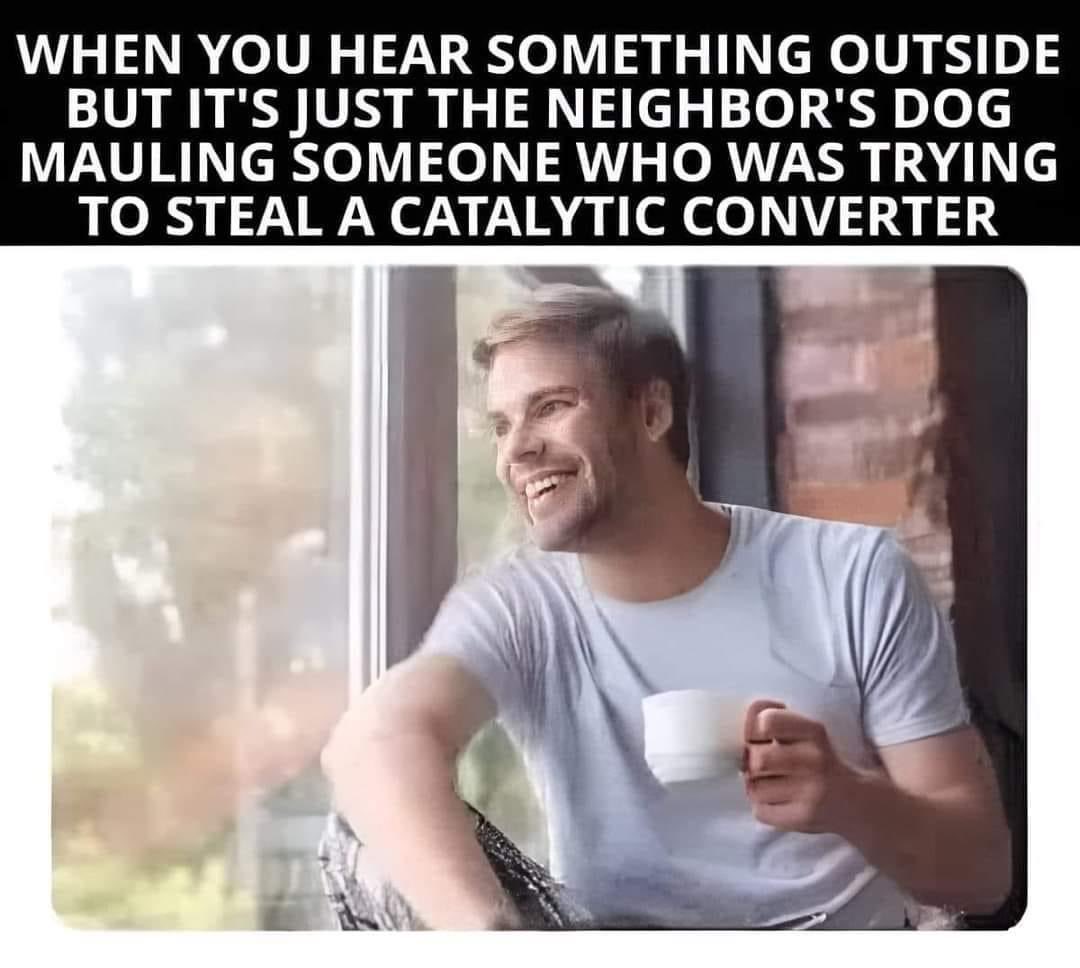 WHEN YOU HEAR SOMETHING OUTSIDE
BUT IT'S JUST THE NEIGHBOR'S DOG
MAULING SOMEONE WHO WAS TRYING
TO STEAL A CATALYTIC CONVERTER